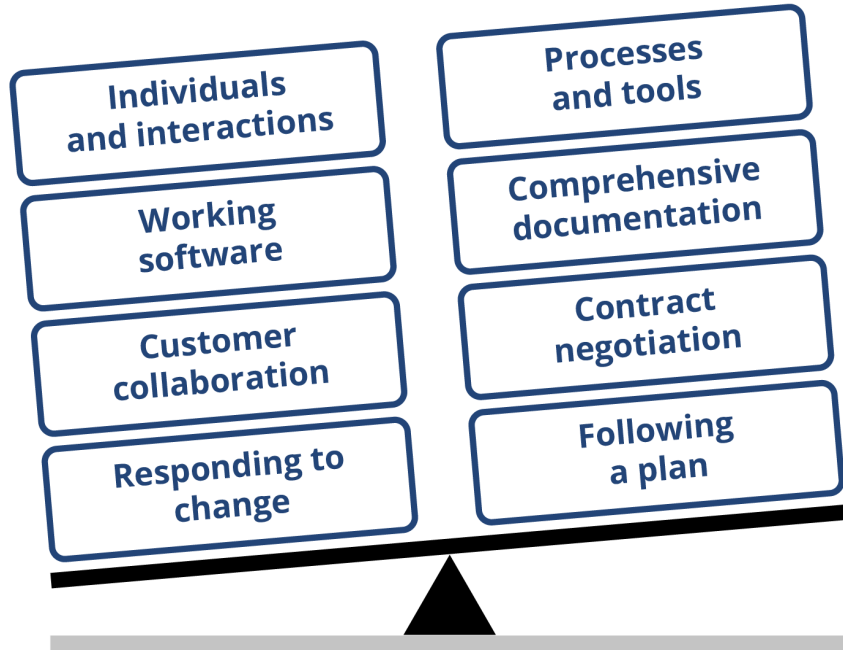 Individuals
and interactions
Working
software
Customer
collaboration
Responding to
change
Processes
and tools
Comprehensive
documentation
Contract
negotiation
Following
a plan